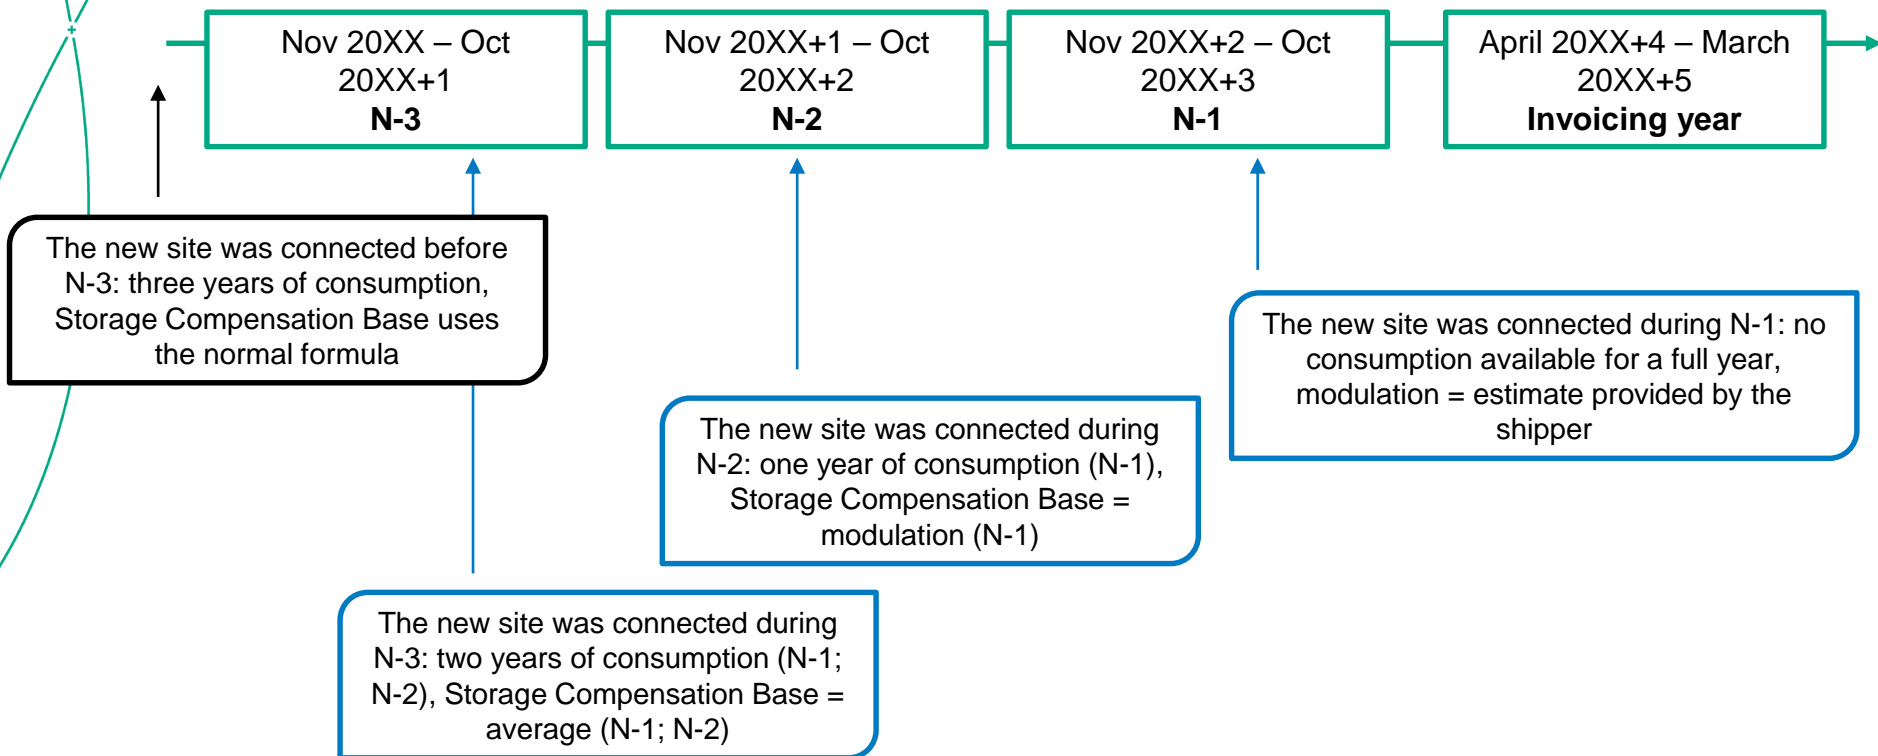 Nov 20XX – Oct
20XX+1
N-3
Nov 20XX+1 – Oct
20XX+2
N-2
Nov 20XX+2 – Oct
20XX+3
N-1
April 20XX+4 – March
20XX+5
Invoicing year
The new site was connected before
N-3: three years of consumption,
Storage Compensation Base uses
the normal formula
The new site was connected during N-1: no
consumption available for a full year,
modulation = estimate provided by the
shipper
The new site was connected during
N-2: one year of consumption (N-1),
Storage Compensation Base =
modulation (N-1)
The new site was connected during
N-3: two years of consumption (N-1;
N-2), Storage Compensation Base =
average (N-1; N-2)